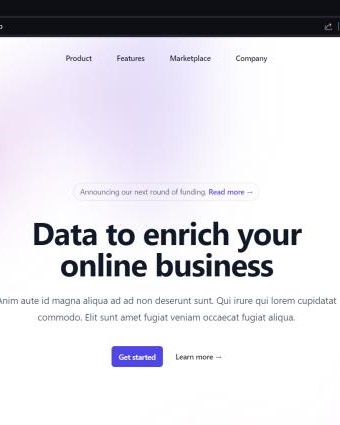 Product Features Marketplace Company
Announcing our next round of funding. Read more →
Data to enrich your
online business
Anim aute id magna aliqua ad ad non deserunt sunt. Qui irure qui lorem cupidatat
commodo. Elit sunt amet fugiat veniam occaecat fugiat aliqua.
Get started Learn more →